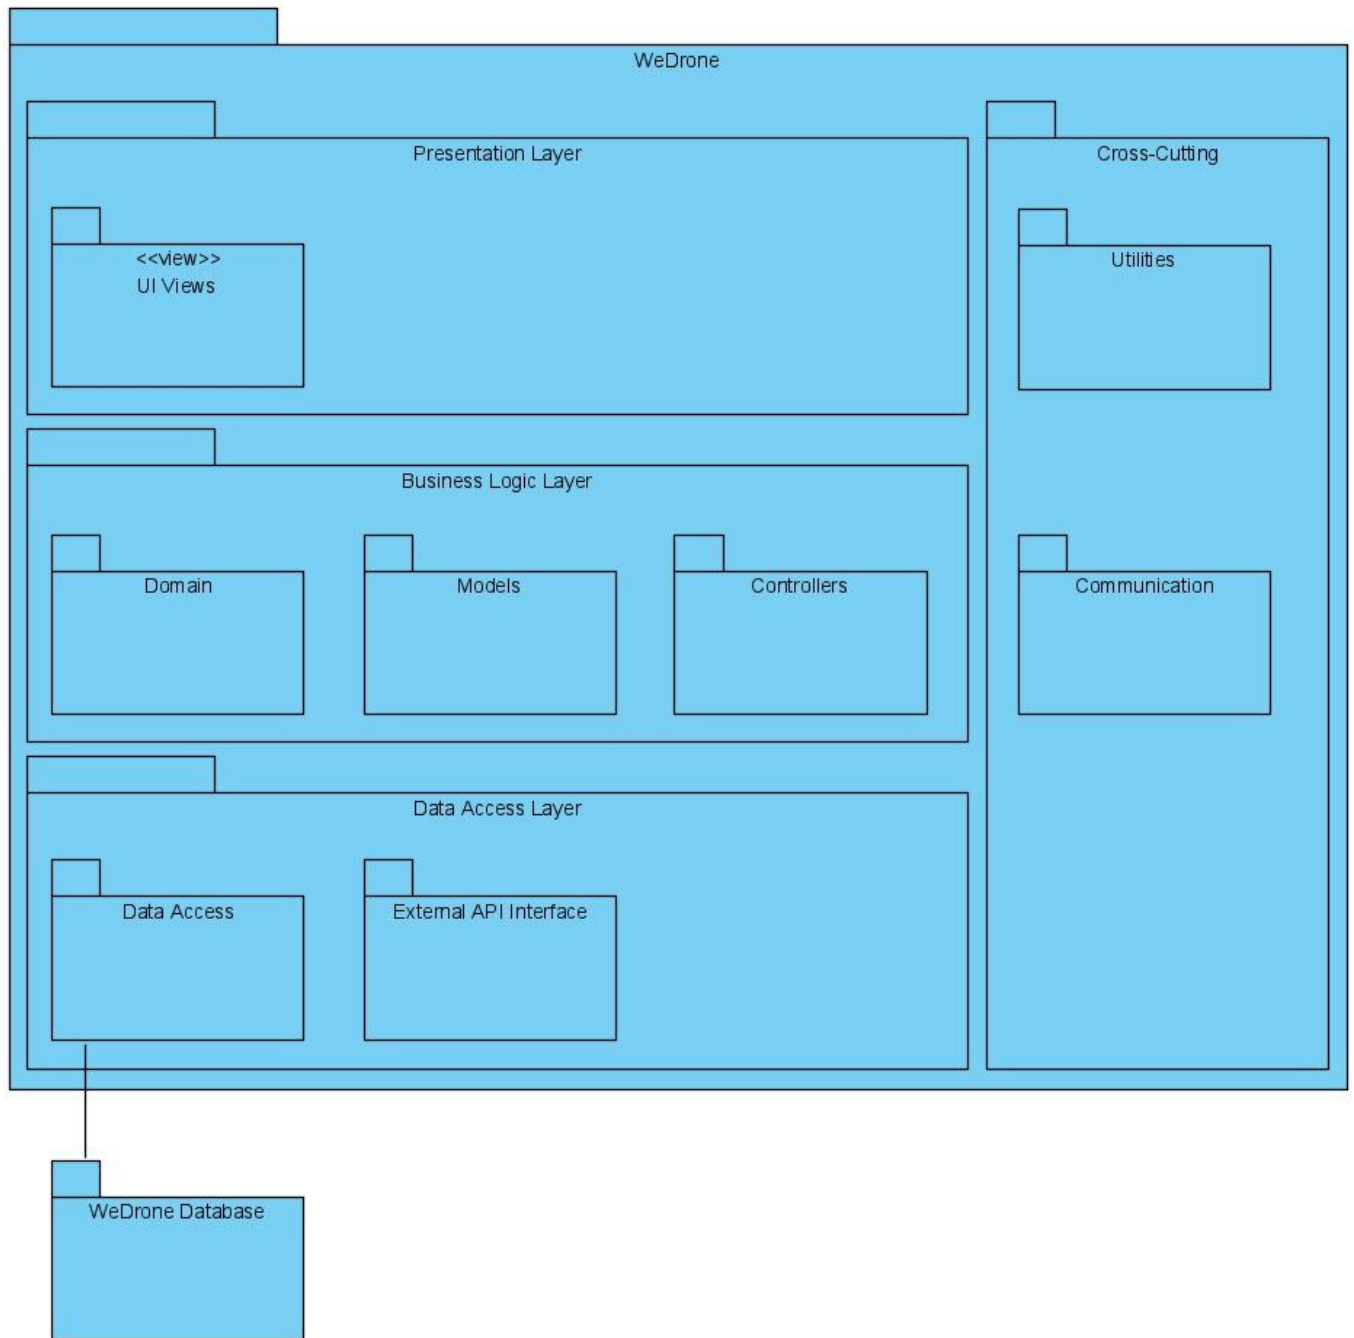 WeDrone
Presentation Layer
<<view>>
UI Views
Cross-Cutting
Utilities
Business Logic Layer
Domain
Models
Controllers
Communication
Data Access Layer
Data Access
External API Interface
WeDrone Database